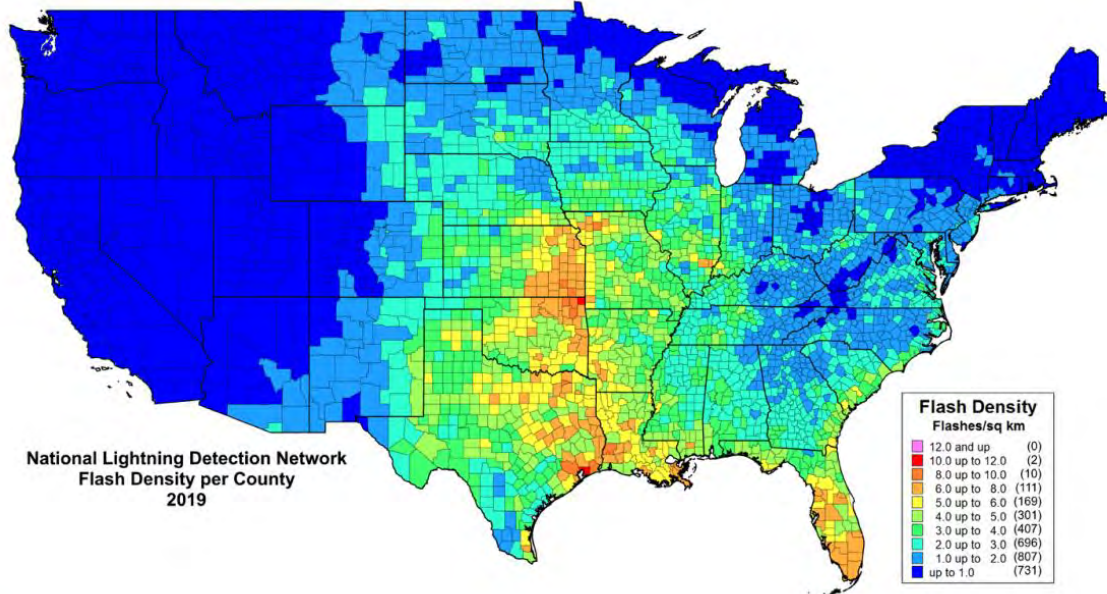 National Lightning Detection Network
Flash Density per County
2019
Flash Density
Flashes/sq km
12.0 and up (0)
10.0 up to 12.0 (2)
8.0 up to 10.0 (10)
6.0 up to 8.0 (111)
5.0 up to 6.0 (169)
4.0 up to 5.0 (301)
3.0 up to 4.0 (407)
2.0 up to 3.0 (696)
1.0 up to 2.0 (807)
up to 1.0 (731)